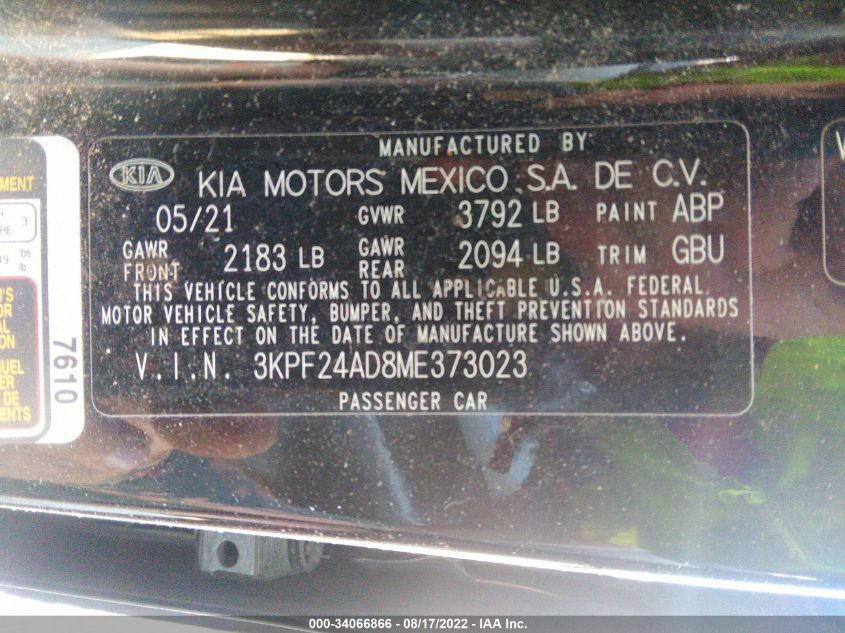 MANUFACTURED BY
KIA KIA MOTORS MEXICO S.A. DE C.V.
05/21 GVWR 3792 LB PAINT ABP
GAWR FRONT 2183 LB GAWR REAR 2094 LB TRIM GBU
THIS VEHICLE CONFORMS TO ALL APPLICABLE U.S.A. FEDERAL
MOTOR VEHICLE SAFETY, BUMPER, AND THEFT PREVENTION STANDARDS
IN EFFECT ON THE DATE OF MANUFACTURE SHOWN ABOVE.
V.I.N. 3KPF24AD8ME373023
PASSENGER CAR
7610
000-34066866 - 08/17/2022 - IAA Inc.